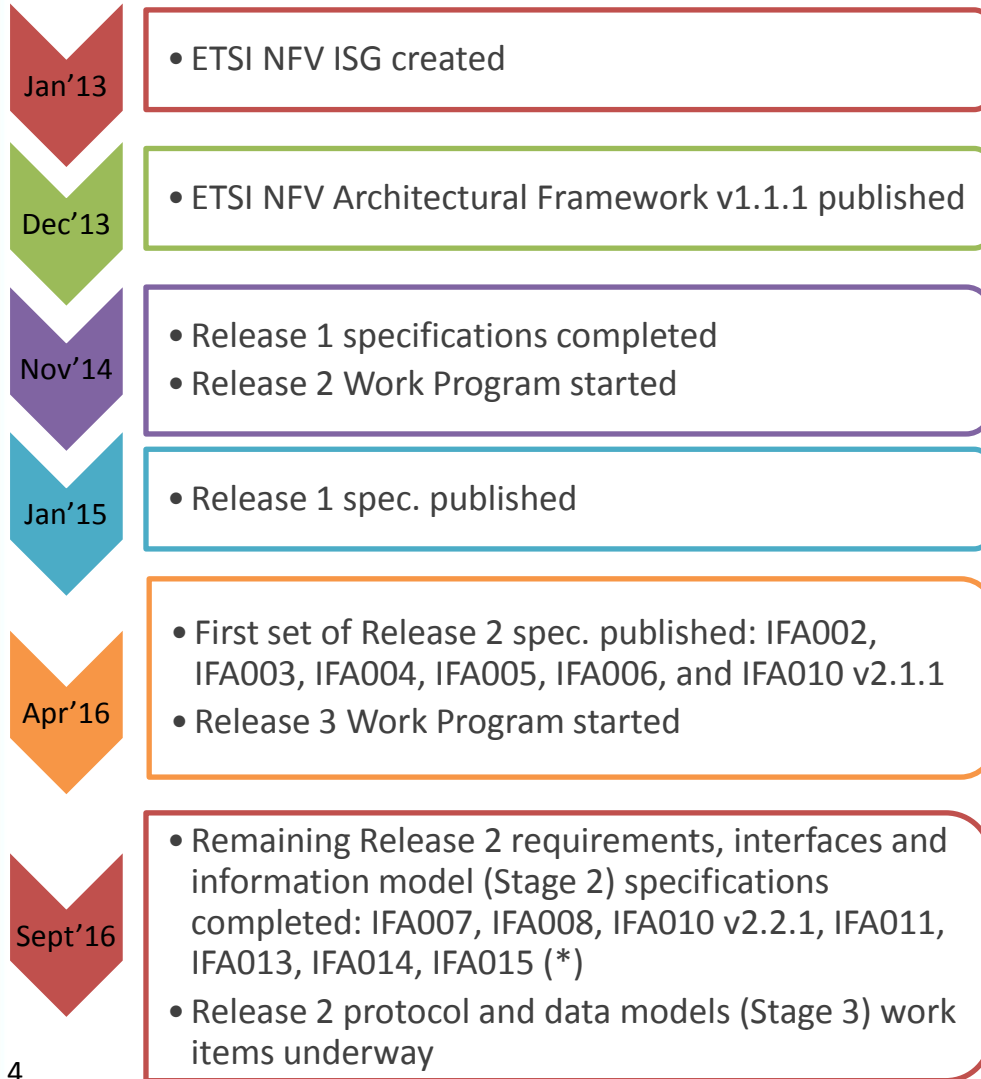 Jan’13
• ETSI NFV ISG created
Dec’13
• ETSI NFV Architectural Framework v1.1.1 published
Nov’14
• Release 1 specifications completed
• Release 2 Work Program started
Jan’15
• Release 1 spec. published
Apr’16
• First set of Release 2 spec. published: IFA002,
IFA003, IFA004, IFA005, IFA006, and IFA010 v2.1.1
• Release 3 Work Program started
Sept’16
• Remaining Release 2 requirements, interfaces and
information model (Stage 2) specifications
completed: IFA007, IFA008, IFA010 v2.2.1, IFA011,
IFA013, IFA014, IFA015 (*)
• Release 2 protocol and data models (Stage 3) work
items underway
4